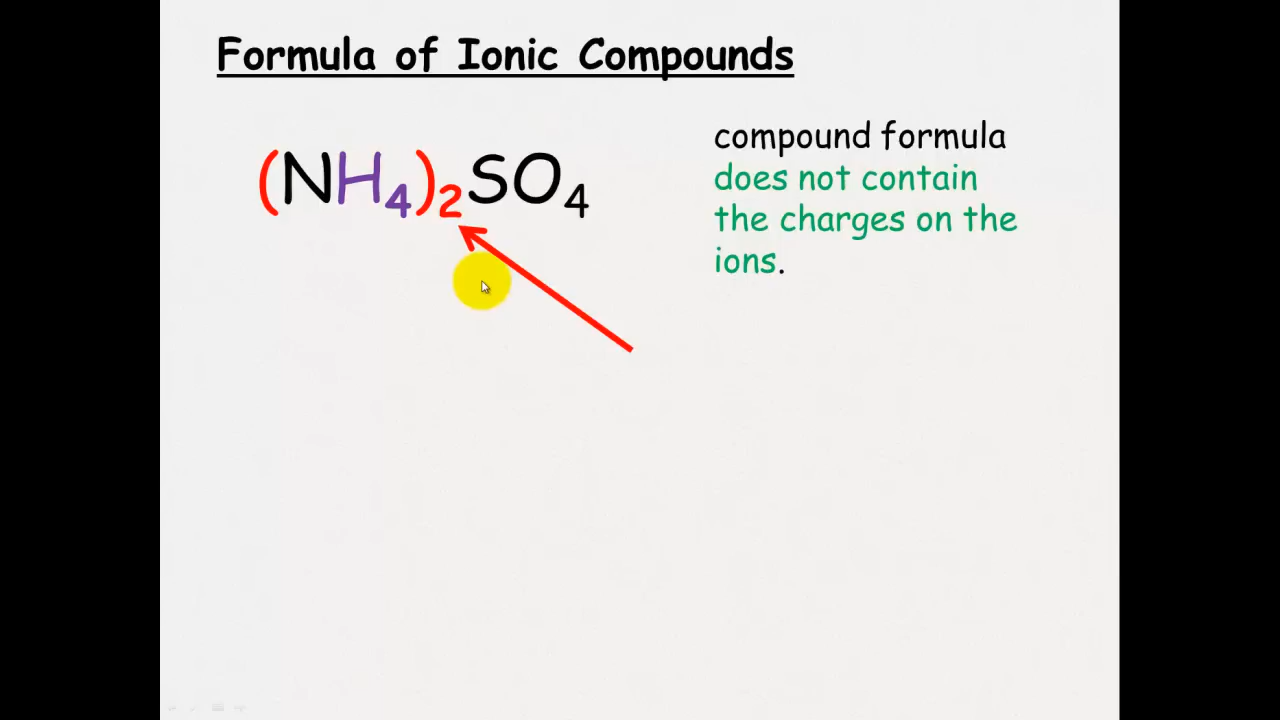 Formula of Ionic Compounds
(NH₄)₂SO₄
compound formula
does not contain
the charges on the
ions.